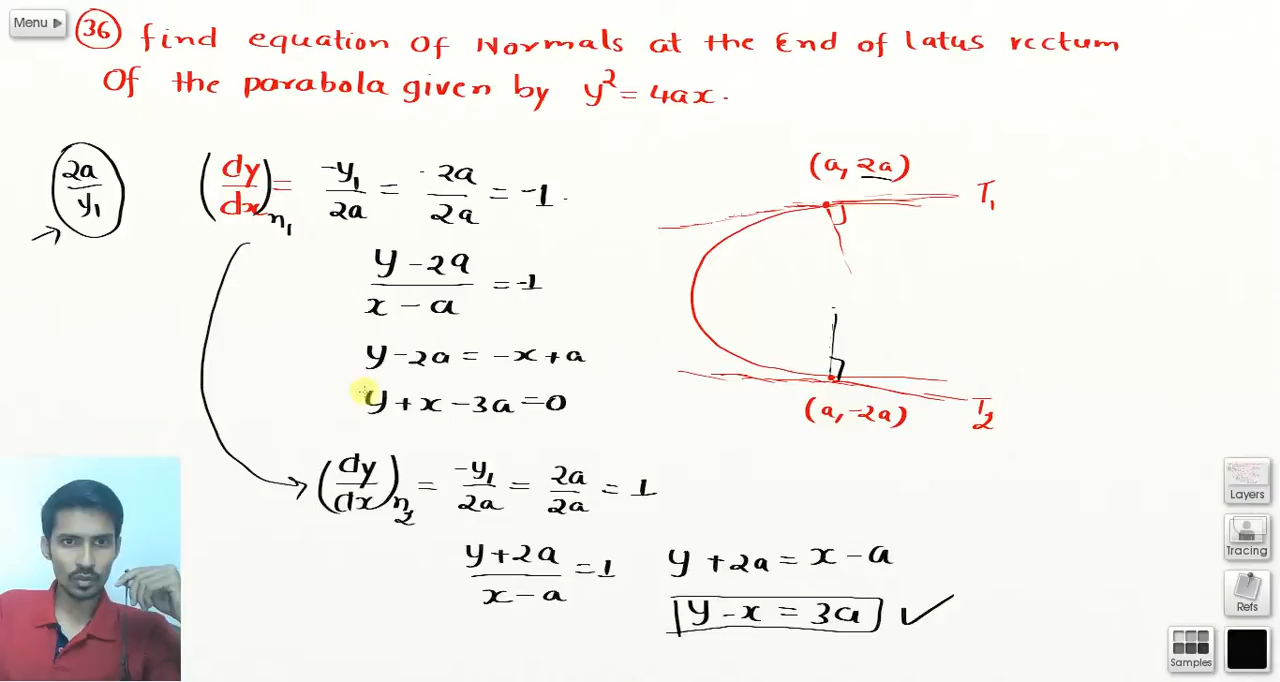 Menu
36 find equation Of Normals at the End of latus rectum
Of the parabola given by y² = 4ax.
2a/y₁
(dy/dx)n₁ = -y₁/2a = -2a/2a = -1.
(y - 2a)/(x - a) = -1
y - 2a = -x + a
y + x - 3a = 0
(dy/dx)n₂ = -y₁/2a = 2a/2a = 1
(y + 2a)/(x - a) = 1
y + 2a = x - a
y - x = 3a ✓
(a, 2a)
T₁
(a, -2a)
T₂
Layers
Tracing
Refs
Samples